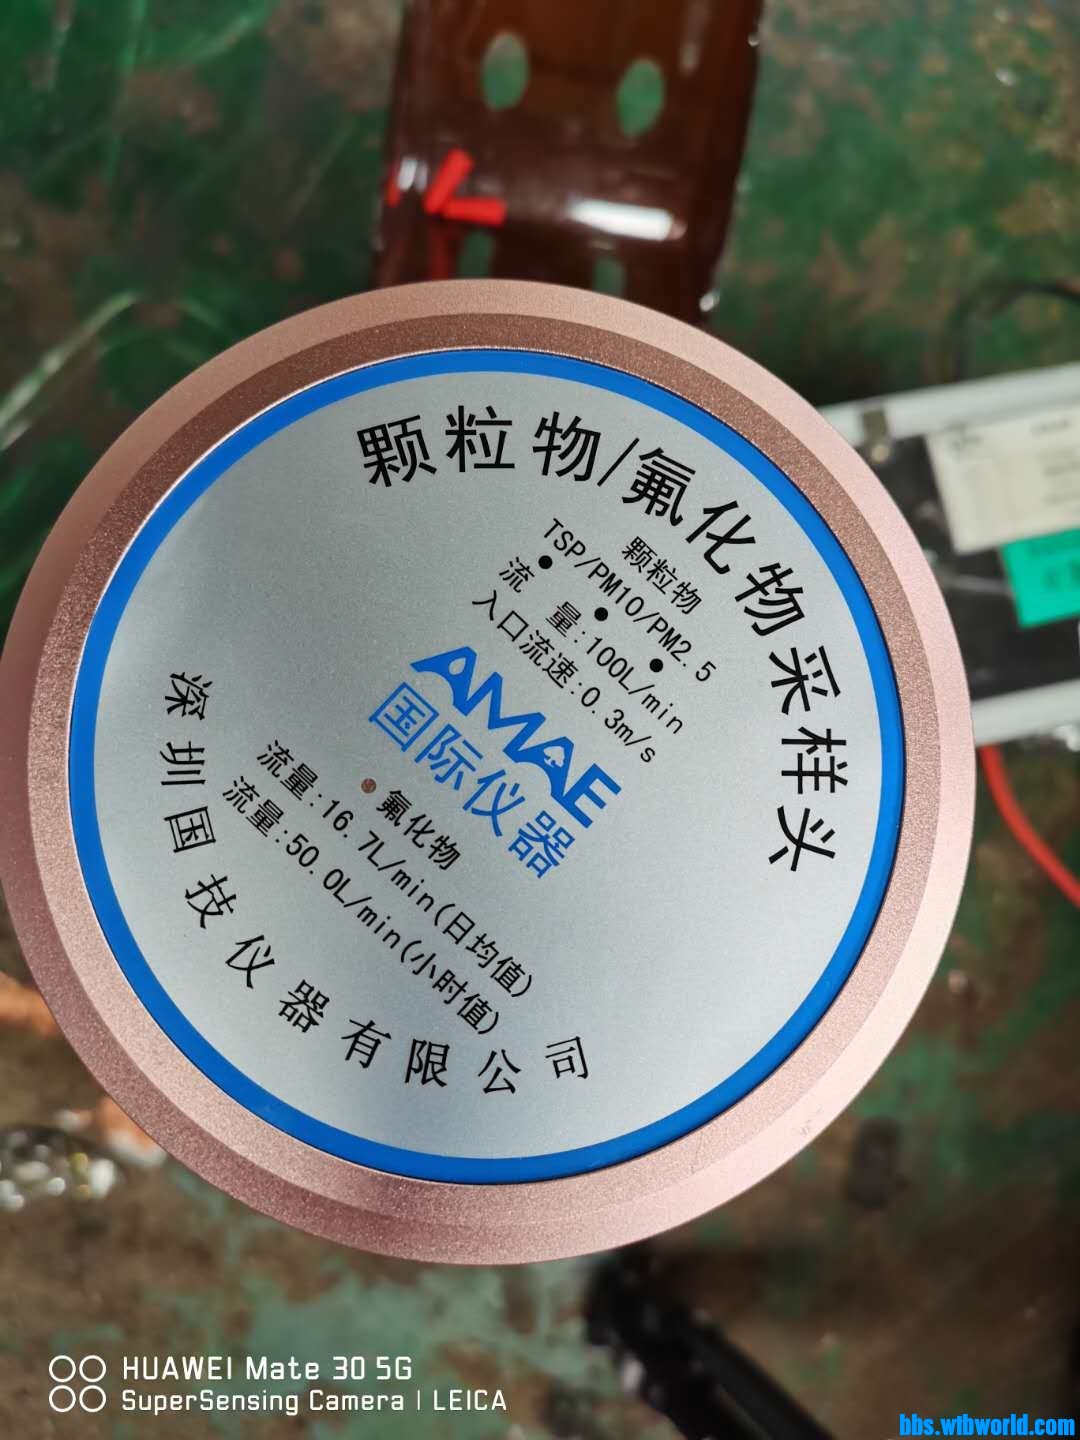 颗粒物/氟化物采样头
颗粒物
TSP/PM10/PM2.5
流 量:100L/min
入口流速:0.3m/s
AMAE
国际仪器
氟化物
流量:16.7L/min(日均值)
流量:50.0L/min(小时值)
深圳国技仪器有限公司
HUAWEI Mate 30 5G
SuperSensing Camera | LEICA
bbs.wlbworld.com